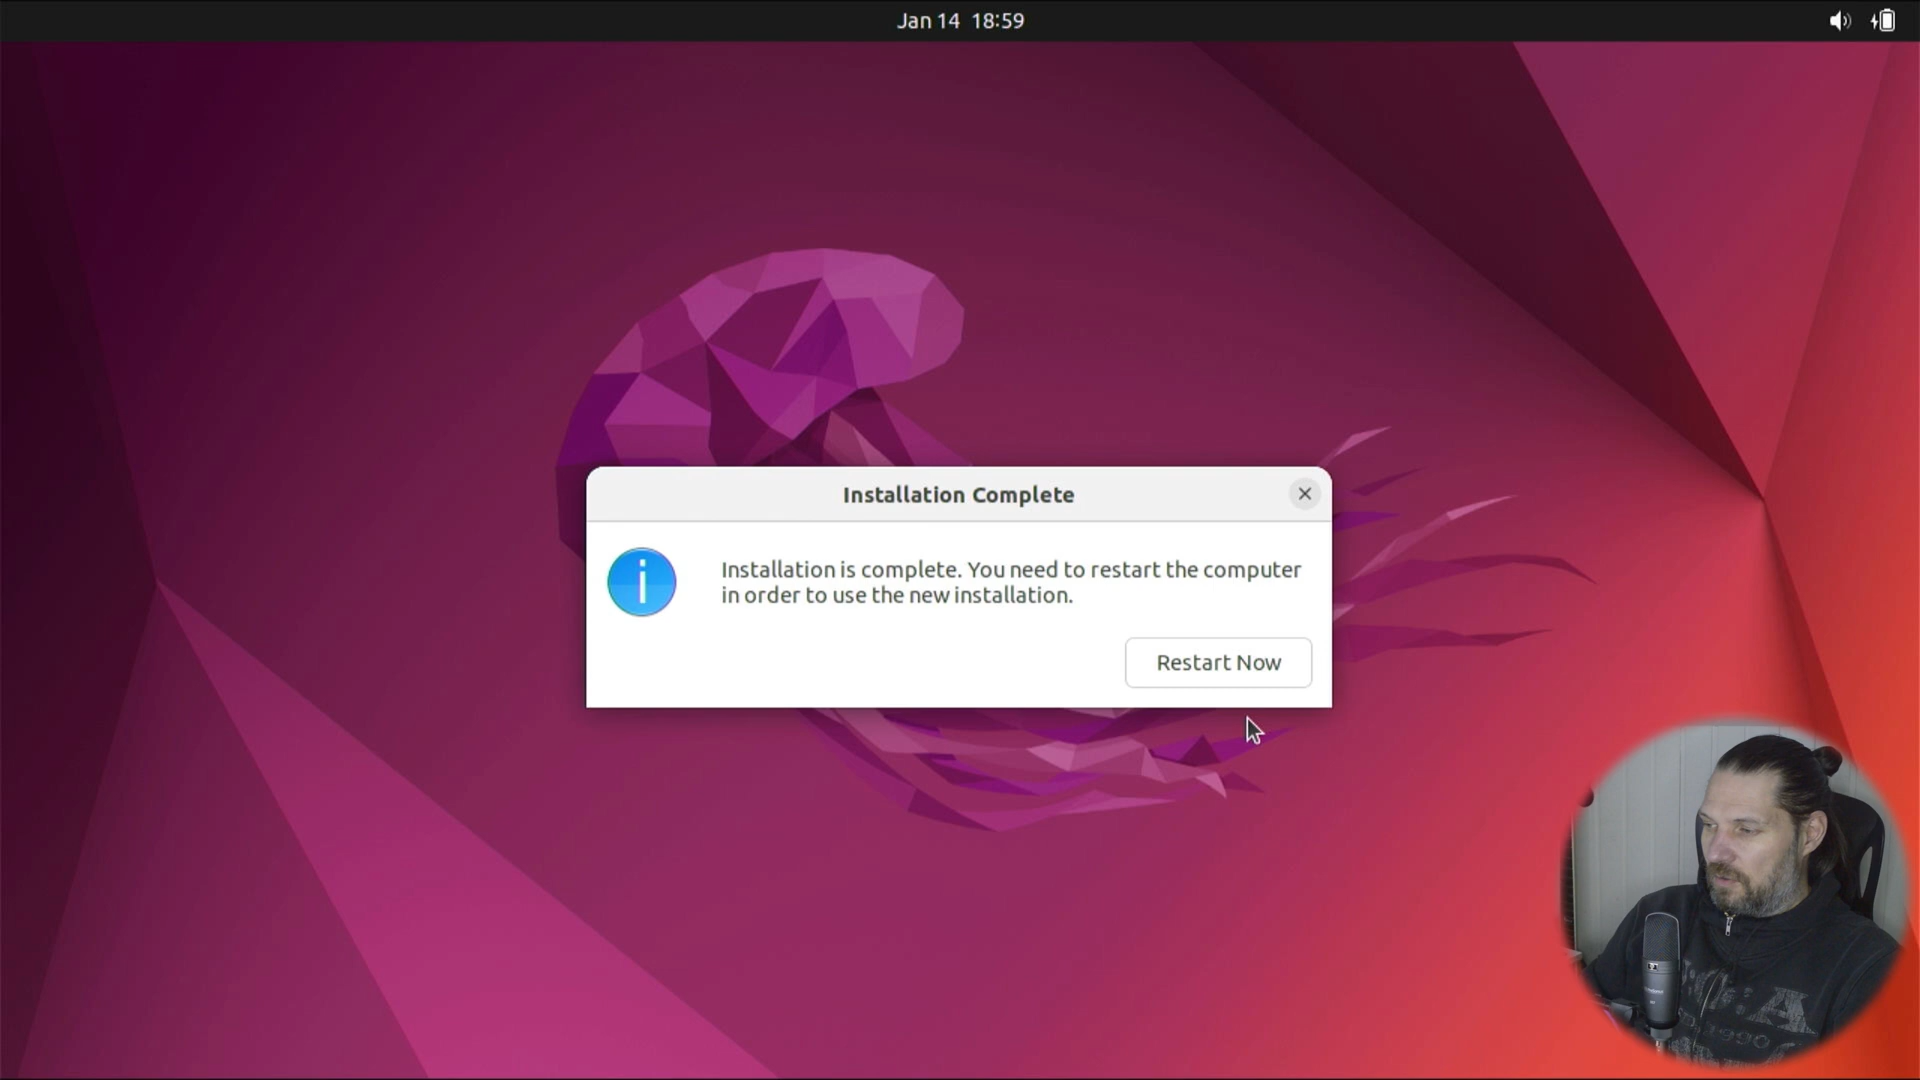 Jan 14 18:59
Installation Complete
Installation is complete. You need to restart the computer
in order to use the new installation.
Restart Now